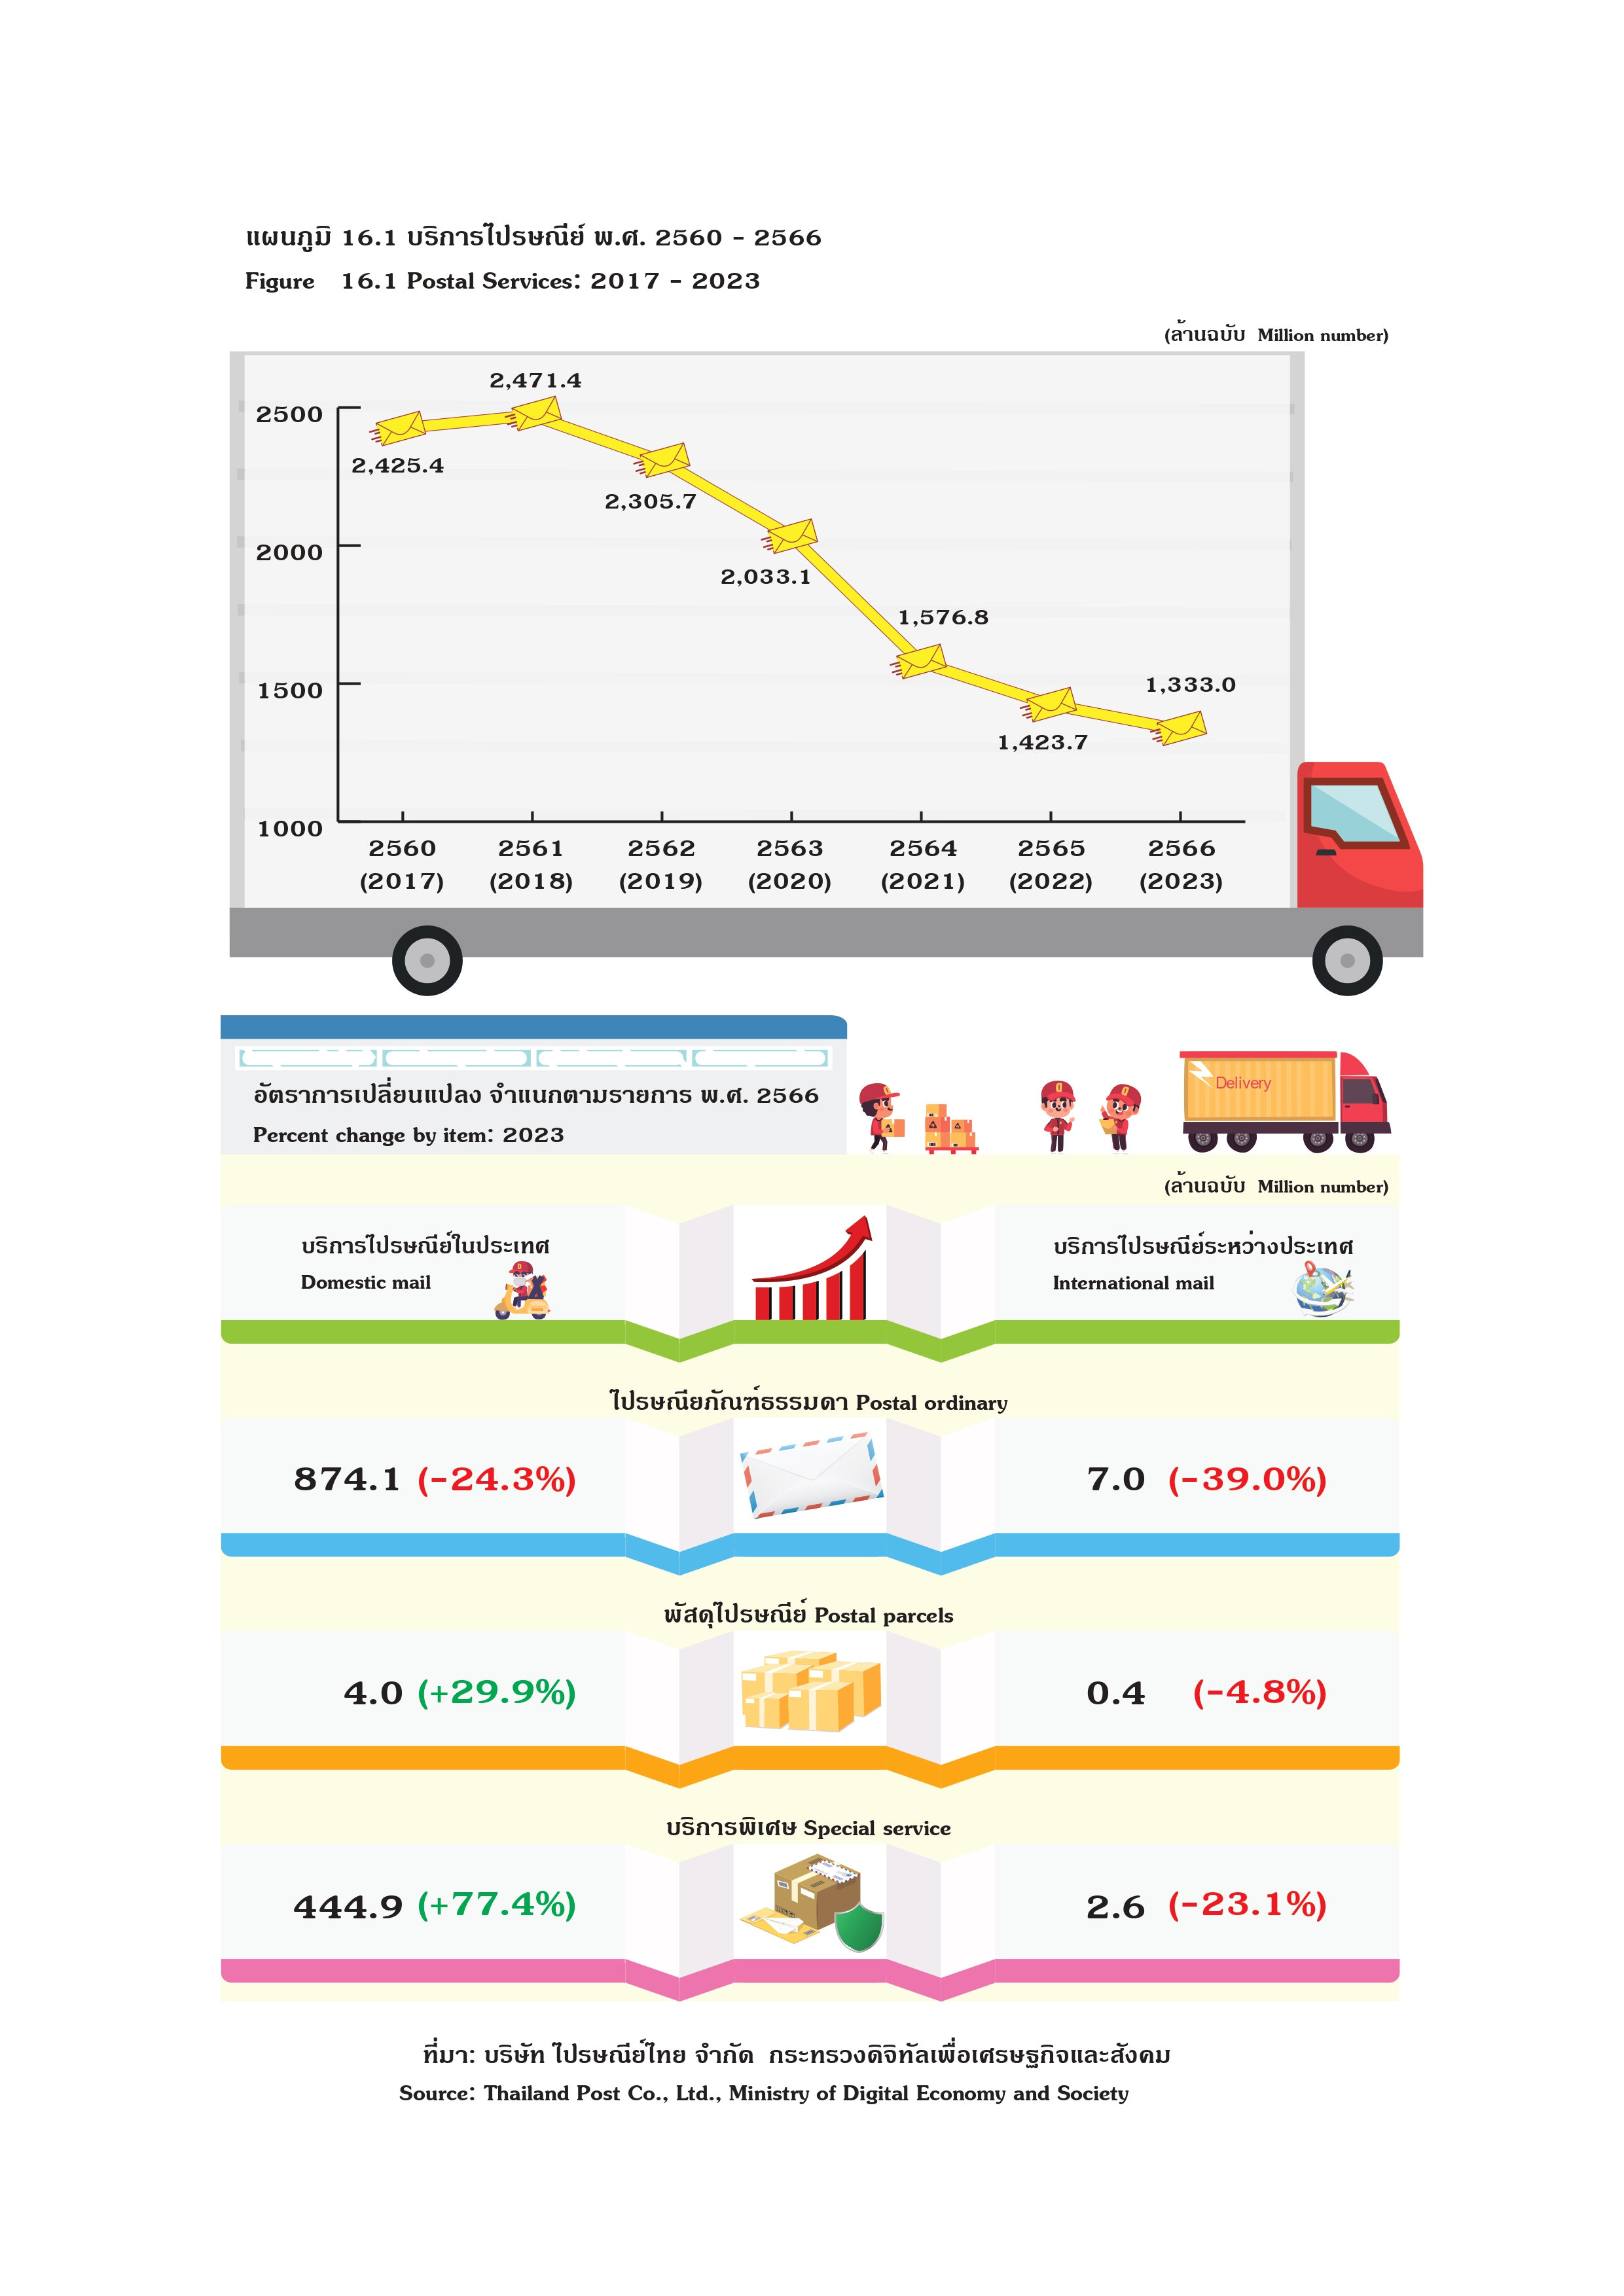 แผนภูมิ 16.1 บริการไปรษณีย์ พ.ศ. 2560 - 2566
Figure 16.1 Postal Services: 2017 - 2023
(ล้านฉบับ Million number)
2500
2000
1500
1000
2,425.4
2,471.4
2,305.7
2,033.1
1,576.8
1,423.7
1,333.0
2560 2561 2562 2563 2564 2565 2566
(2017) (2018) (2019) (2020) (2021) (2022) (2023)
อัตราการเปลี่ยนแปลง จำแนกตามรายการ พ.ศ. 2566
Percent change by item: 2023
Delivery
(ล้านฉบับ Million number)
บริการไปรษณีย์ในประเทศ
Domestic mail
บริการไปรษณีย์ระหว่างประเทศ
International mail
ไปรษณียภัณฑ์ธรรมดา Postal ordinary
874.1 (-24.3%)
7.0 (-39.0%)
พัสดุไปรษณีย์ Postal parcels
4.0 (+29.9%)
0.4 (-4.8%)
บริการพิเศษ Special service
444.9 (+77.4%)
2.6 (-23.1%)
ที่มา: บริษัท ไปรษณีย์ไทย จำกัด กระทรวงดิจิทัลเพื่อเศรษฐกิจและสังคม
Source: Thailand Post Co., Ltd., Ministry of Digital Economy and Society